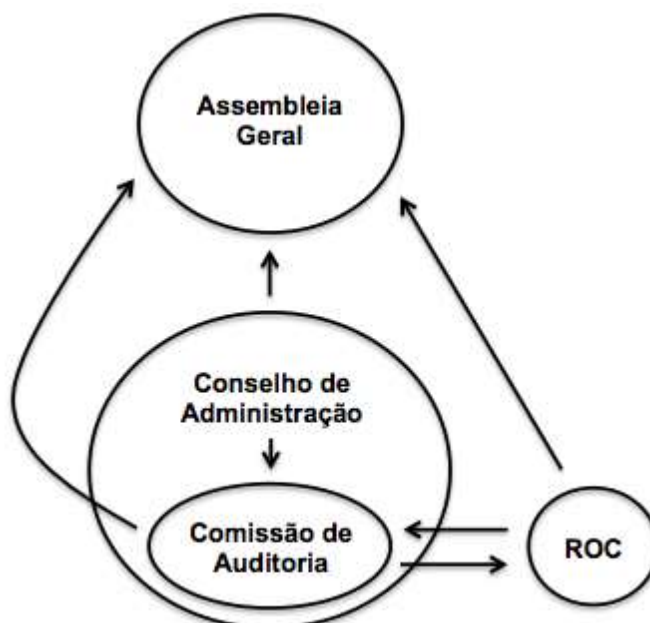 Assembleia
Geral
Conselho de
Administração
Comissão de
Auditoria
ROC